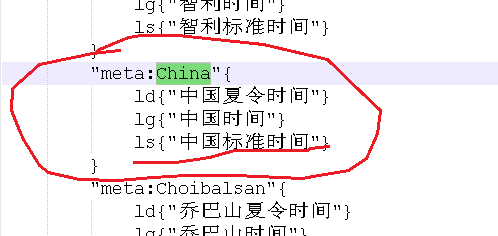 lg{"智利时间"}
ls{"智利标准时间"}
}
"meta:China"{
ld{"中国夏令时间"}
lg{"中国时间"}
ls{"中国标准时间"}
}
"meta:Choibalsan"{
ld{"乔巴山夏令时间"}
lg{"乔巴山时间"}